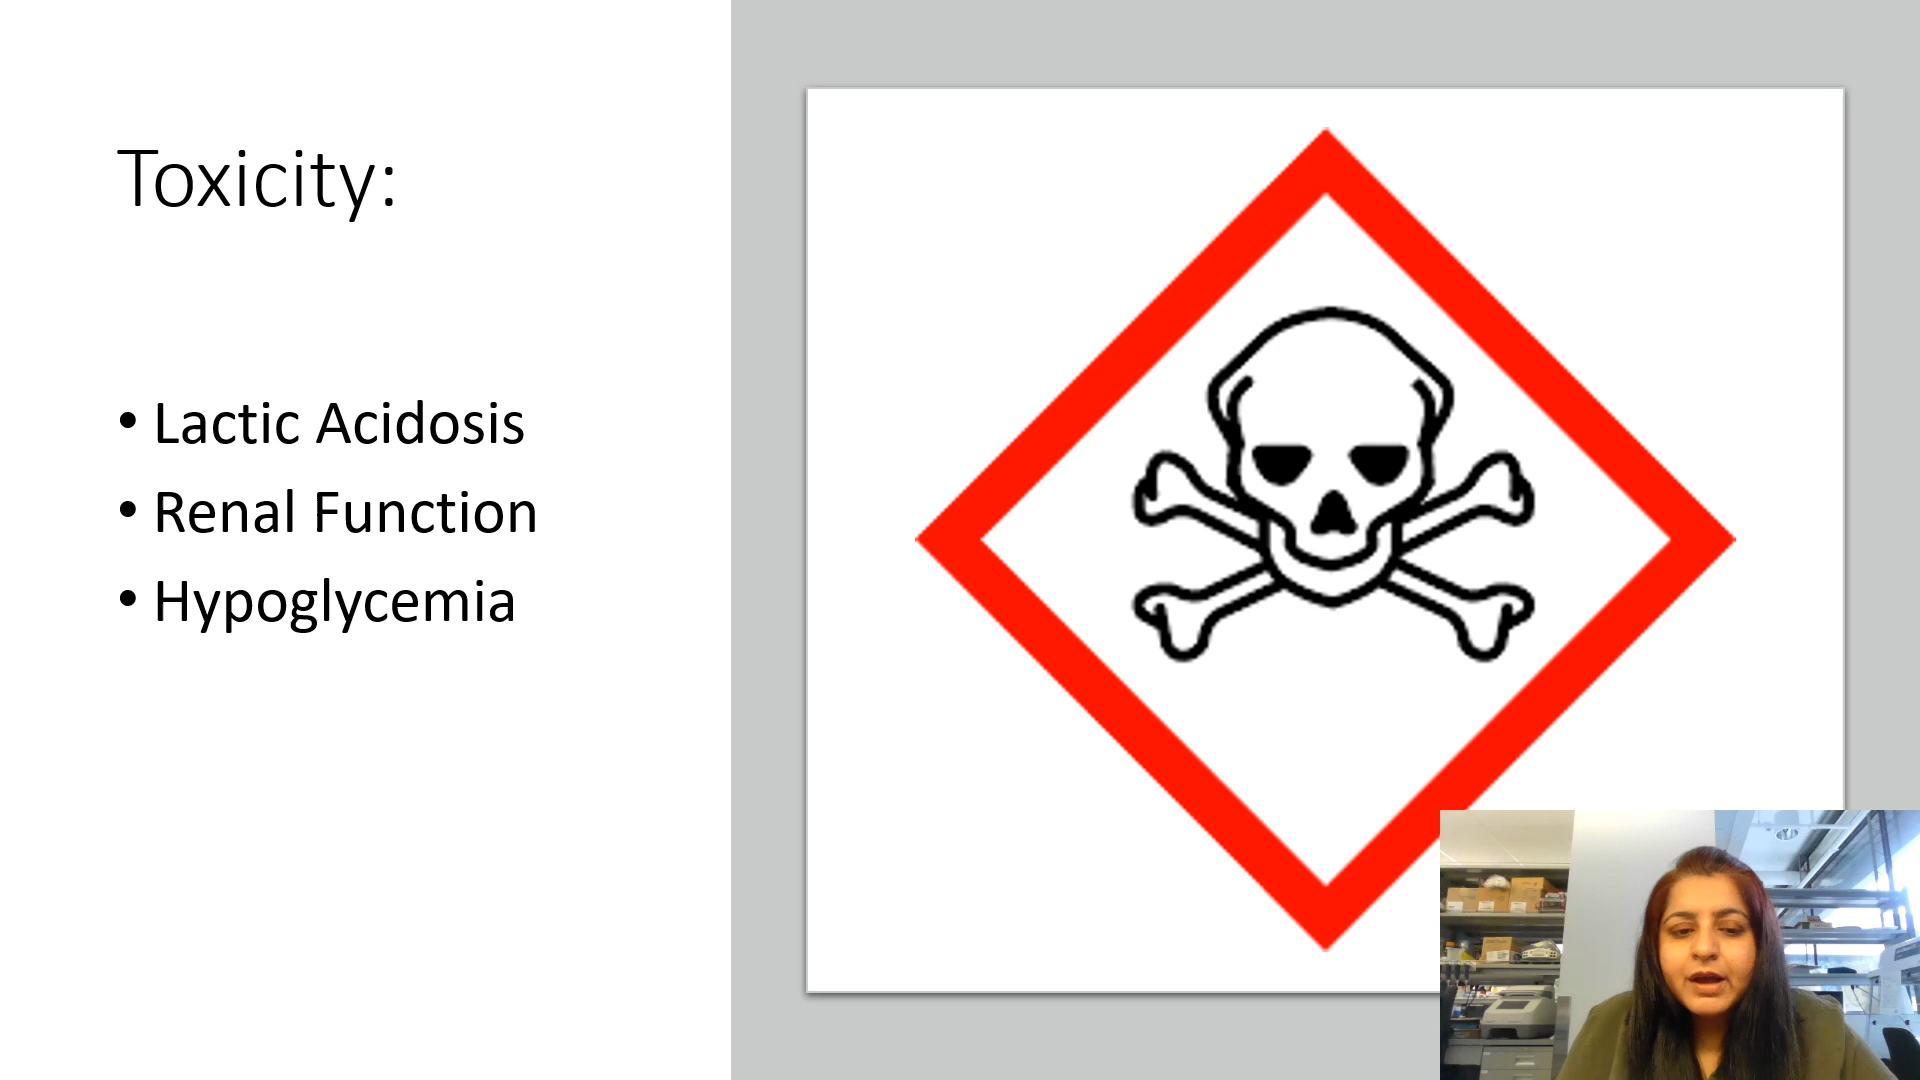 Toxicity:
• Lactic Acidosis
• Renal Function
• Hypoglycemia